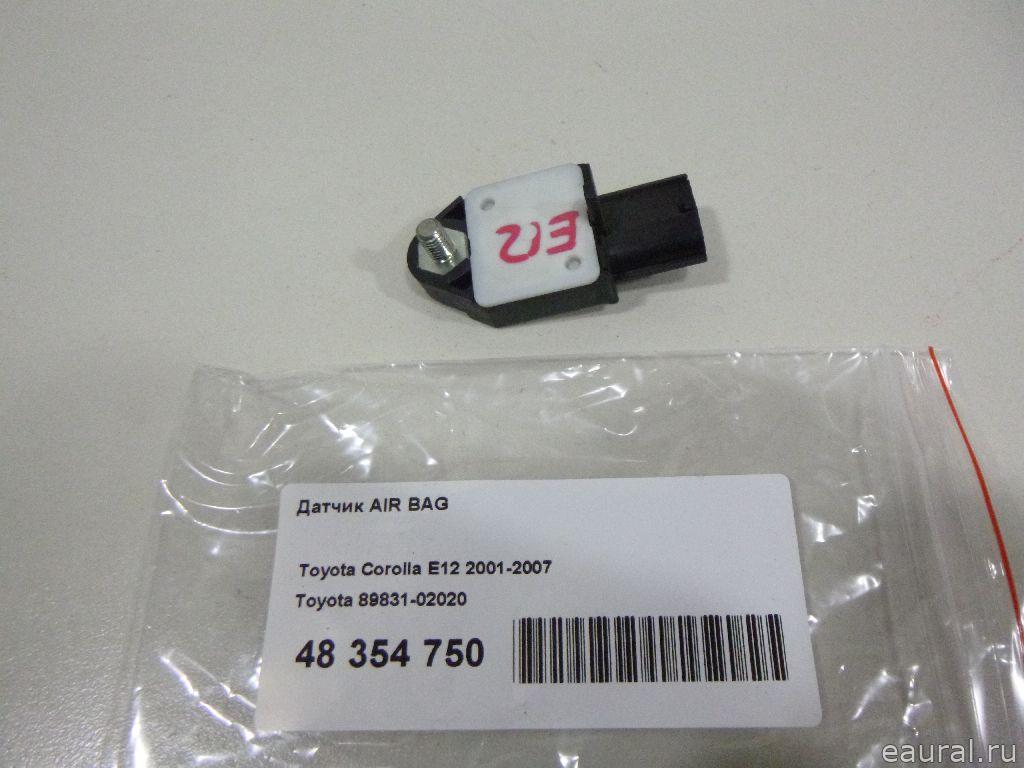 E12
Датчик AIR BAG
Toyota Corolla E12 2001-2007
Toyota 89831-02020
48 354 750
eaural.ru